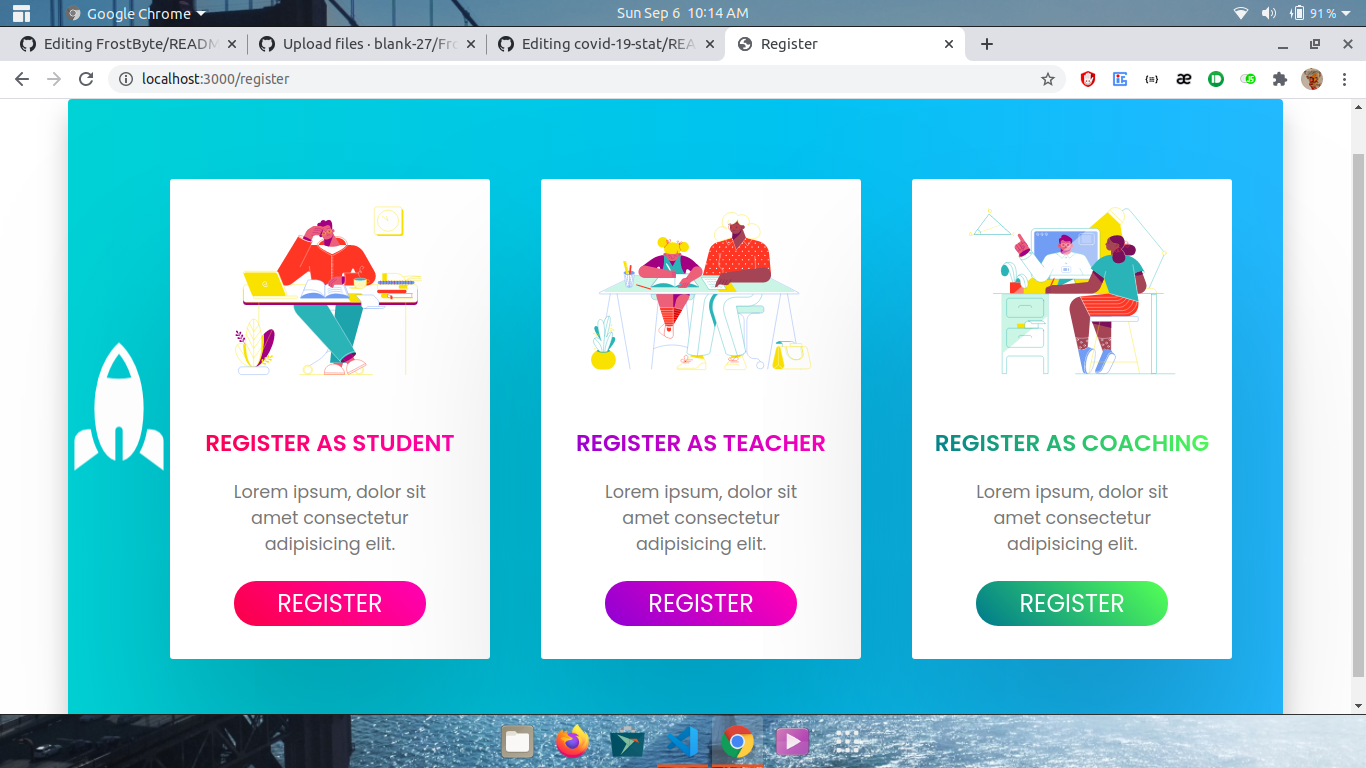 Google Chrome
Sun Sep 6 10:14 AM
91 %
Editing FrostByte/READM
Upload files · blank-27/Fro
Editing covid-19-stat/REA
Register
localhost:3000/register
REGISTER AS STUDENT
Lorem ipsum, dolor sit
amet consectetur
adipisicing elit.
REGISTER
REGISTER AS TEACHER
Lorem ipsum, dolor sit
amet consectetur
adipisicing elit.
REGISTER
REGISTER AS COACHING
Lorem ipsum, dolor sit
amet consectetur
adipisicing elit.
REGISTER